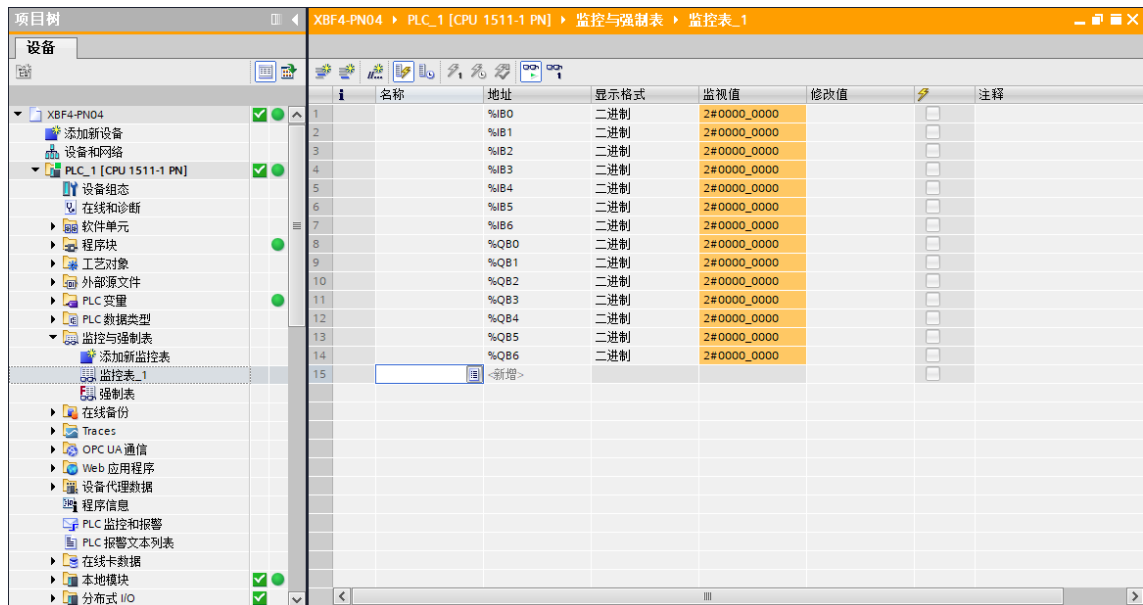 项目树
XBF4-PN04 ▸ PLC_1 [CPU 1511-1 PN] ▸ 监控与强制表 ▸ 监控表_1
设备
i 名称 地址 显示格式 监视值 修改值 注释
XBF4-PN04
添加新设备
设备和网络
PLC_1 [CPU 1511-1 PN]
设备组态
在线和诊断
软件单元
程序块
工艺对象
外部源文件
PLC 变量
PLC 数据类型
监控与强制表
添加新监控表
监控表_1
强制表
在线备份
Traces
OPC UA 通信
Web 应用程序
设备代理数据
程序信息
PLC 监控和报警
PLC 报警文本列表
在线卡数据
本地模块
分布式 I/O
1 %IB0 二进制 2#0000_0000
2 %IB1 二进制 2#0000_0000
3 %IB2 二进制 2#0000_0000
4 %IB3 二进制 2#0000_0000
5 %IB4 二进制 2#0000_0000
6 %IB5 二进制 2#0000_0000
7 %IB6 二进制 2#0000_0000
8 %QB0 二进制 2#0000_0000
9 %QB1 二进制 2#0000_0000
10 %QB2 二进制 2#0000_0000
11 %QB3 二进制 2#0000_0000
12 %QB4 二进制 2#0000_0000
13 %QB5 二进制 2#0000_0000
14 %QB6 二进制 2#0000_0000
15 <新增>